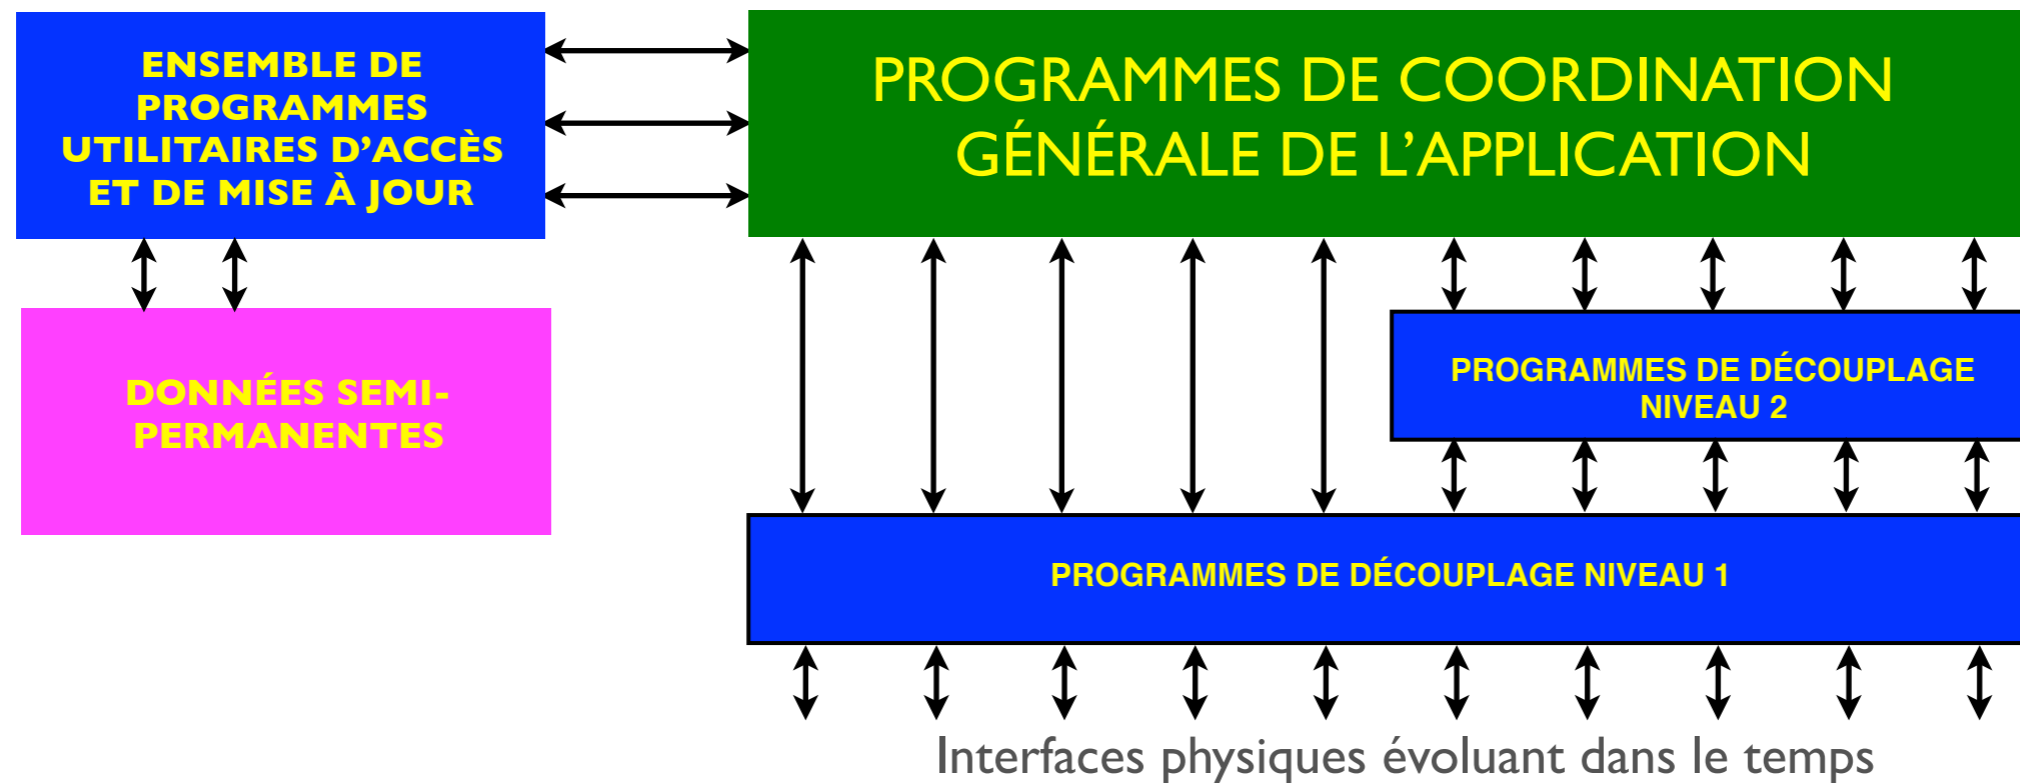 ENSEMBLE DE
PROGRAMMES
UTILITAIRES D’ACCÈS
ET DE MISE À JOUR
PROGRAMMES DE COORDINATION
GÉNÉRALE DE L’APPLICATION
DONNÉES SEMI-
PERMANENTES
PROGRAMMES DE DÉCOUPLAGE
NIVEAU 2
PROGRAMMES DE DÉCOUPLAGE NIVEAU 1
Interfaces physiques évoluant dans le temps